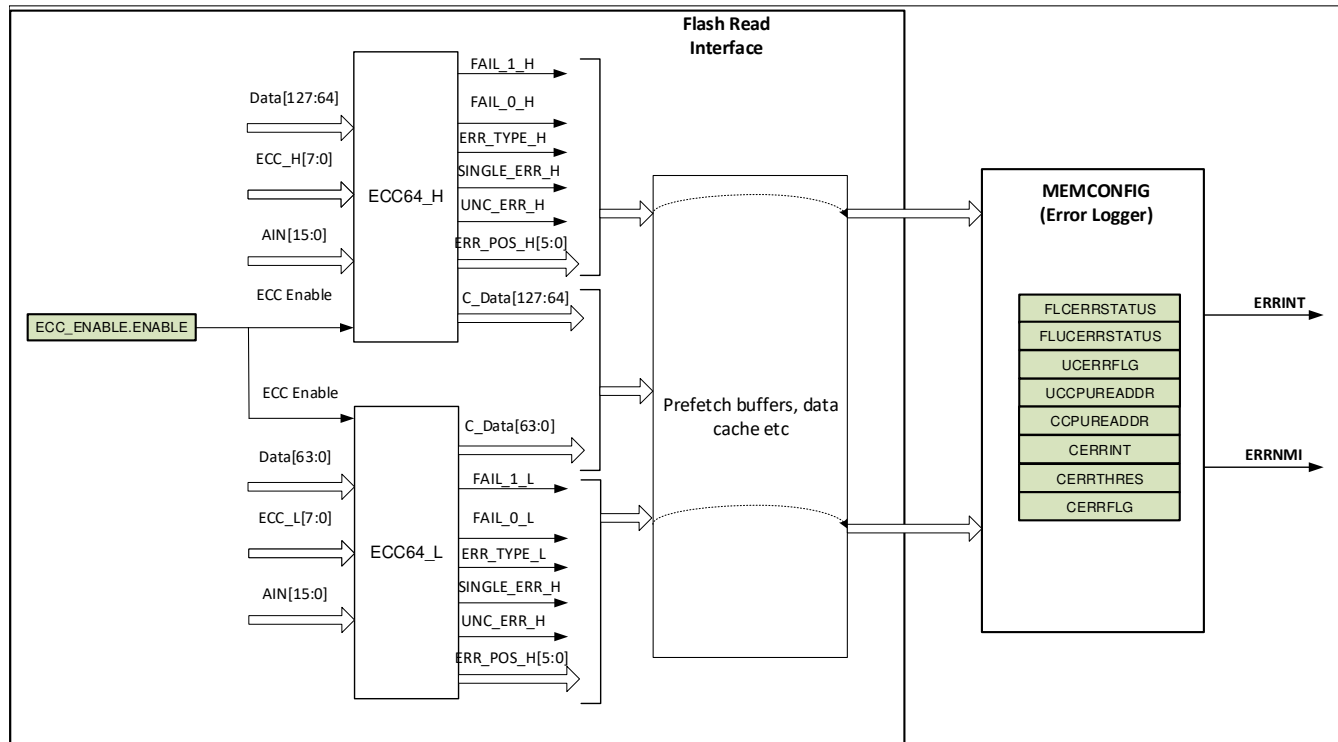 Flash Read
Interface
Data[127:64]
ECC_H[7:0]
AIN[15:0]
ECC Enable
ECC_ENABLE.ENABLE
ECC Enable
Data[63:0]
ECC_L[7:0]
AIN[15:0]
ECC64_H
FAIL_1_H
FAIL_0_H
ERR_TYPE_H
SINGLE_ERR_H
UNC_ERR_H
ERR_POS_H[5:0]
C_Data[127:64]
ECC64_L
C_Data[63:0]
FAIL_1_L
FAIL_0_L
ERR_TYPE_L
SINGLE_ERR_H
UNC_ERR_H
ERR_POS_H[5:0]
Prefetch buffers, data
cache etc
MEMCONFIG
(Error Logger)
FLCERRSTATUS
FLUCERRSTATUS
UCERRFLG
UCCPUREADDR
CCPUREADDR
CERRINT
CERRTHRES
CERRFLG
ERRINT
ERRNMI